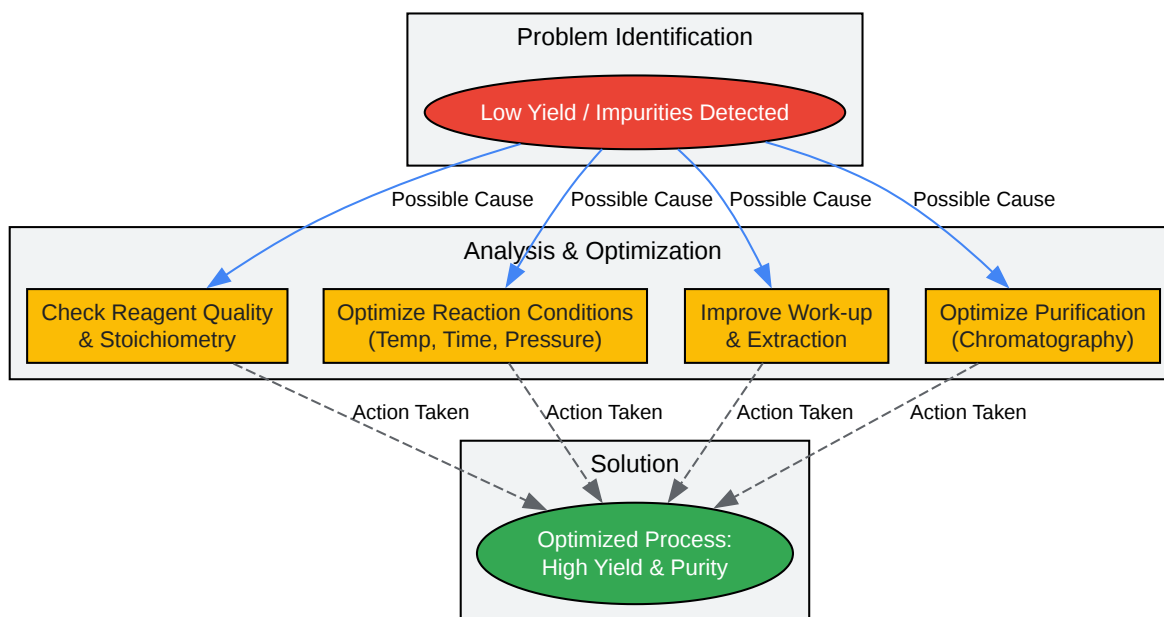 Problem Identification
Low Yield / Impurities Detected
Possible Cause
Possible Cause
Possible Cause
Possible Cause
Analysis & Optimization
Check Reagent Quality
& Stoichiometry
Optimize Reaction Conditions
(Temp, Time, Pressure)
Improve Work-up
& Extraction
Optimize Purification
(Chromatography)
Action Taken
Action Taken
Action Taken
Action Taken
Solution
Optimized Process:
High Yield & Purity